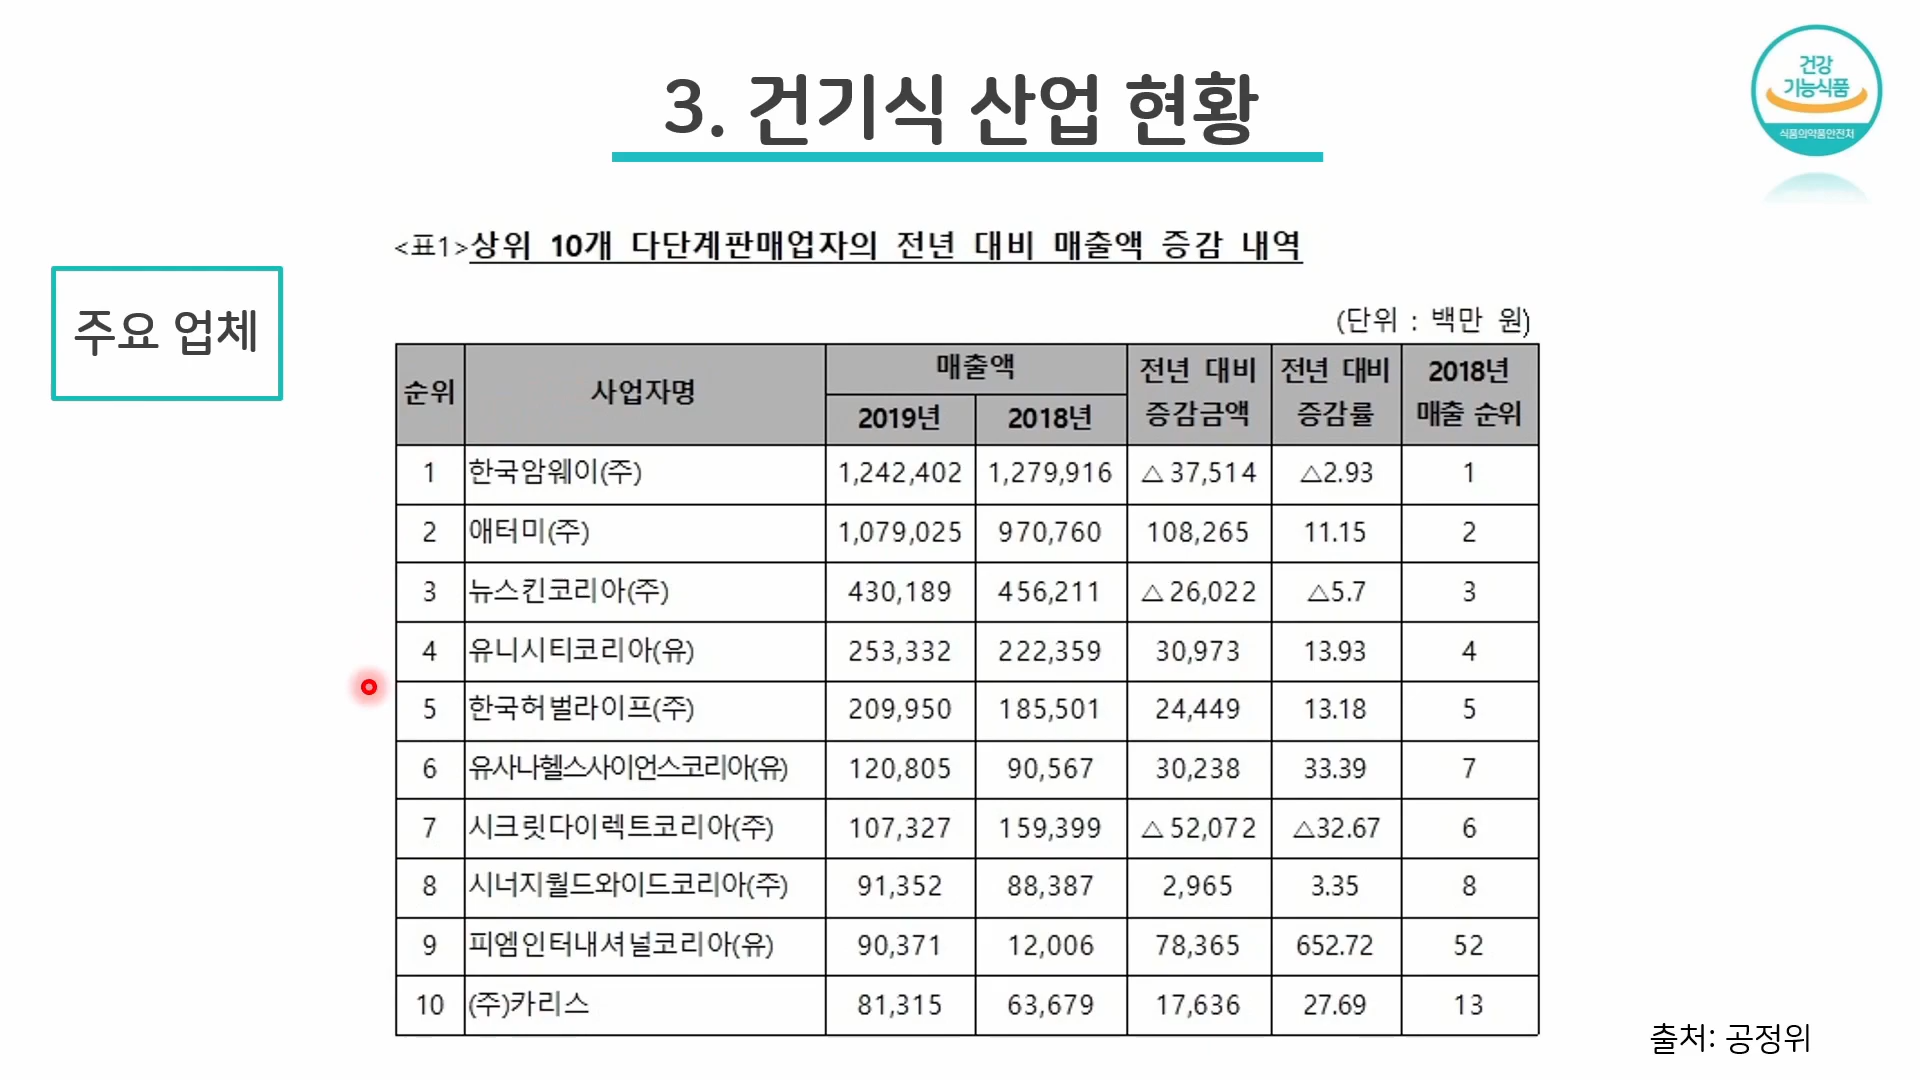 3. 건기식 산업 현황
건강
기능식품
식품의약품안전처
<표1>상위 10개 다단계판매업자의 전년 대비 매출액 증감 내역
주요 업체
(단위 : 백만 원)
순위 사업자명 매출액 전년 대비 증감금액 전년 대비 증감률 2018년 매출 순위
2019년 2018년
1 한국암웨이(주) 1,242,402 1,279,916 △37,514 △2.93 1
2 애터미(주) 1,079,025 970,760 108,265 11.15 2
3 뉴스킨코리아(주) 430,189 456,211 △26,022 △5.7 3
4 유니시티코리아(유) 253,332 222,359 30,973 13.93 4
5 한국허벌라이프(주) 209,950 185,501 24,449 13.18 5
6 유사나헬스사이언스코리아(유) 120,805 90,567 30,238 33.39 7
7 시크릿다이렉트코리아(주) 107,327 159,399 △52,072 △32.67 6
8 시너지월드와이드코리아(주) 91,352 88,387 2,965 3.35 8
9 피엠인터내셔널코리아(유) 90,371 12,006 78,365 652.72 52
10 (주)카리스 81,315 63,679 17,636 27.69 13
출처: 공정위